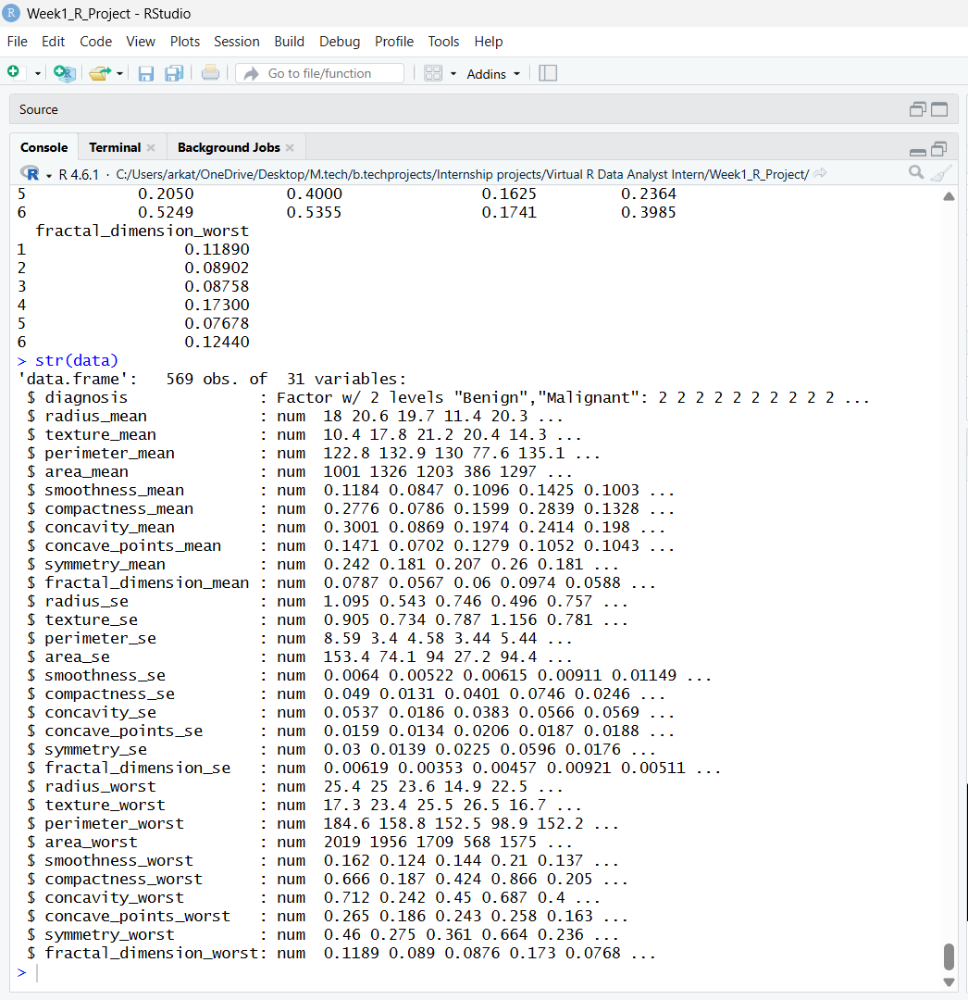 Week1_R_Project - RStudio
File Edit Code View Plots Session Build Debug Profile Tools Help
Go to file/function Addins
Source
Console Terminal Background Jobs
R 4.6.1 · C:/Users/arkat/OneDrive/Desktop/M.tech/b.techprojects/Internship projects/Virtual R Data Analyst Intern/Week1_R_Project/
5 0.2050 0.4000 0.1625 0.2364
6 0.5249 0.5355 0.1741 0.3985
fractal_dimension_worst
1 0.11890
2 0.08902
3 0.08758
4 0.17300
5 0.07678
6 0.12440
> str(data)
'data.frame': 569 obs. of 31 variables:
$ diagnosis : Factor w/ 2 levels "Benign","Malignant": 2 2 2 2 2 2 2 2 2 2 ...
$ radius_mean : num 18 20.6 19.7 11.4 20.3 ...
$ texture_mean : num 10.4 17.8 21.2 20.4 14.3 ...
$ perimeter_mean : num 122.8 132.9 130 77.6 135.1 ...
$ area_mean : num 1001 1326 1203 386 1297 ...
$ smoothness_mean : num 0.1184 0.0847 0.1096 0.1425 0.1003 ...
$ compactness_mean : num 0.2776 0.0786 0.1599 0.2839 0.1328 ...
$ concavity_mean : num 0.3001 0.0869 0.1974 0.2414 0.198 ...
$ concave_points_mean : num 0.1471 0.0702 0.1279 0.1052 0.1043 ...
$ symmetry_mean : num 0.242 0.181 0.207 0.26 0.181 ...
$ fractal_dimension_mean : num 0.0787 0.0567 0.06 0.0974 0.0588 ...
$ radius_se : num 1.095 0.543 0.746 0.496 0.757 ...
$ texture_se : num 0.905 0.734 0.787 1.156 0.781 ...
$ perimeter_se : num 8.59 3.4 4.58 3.44 5.44 ...
$ area_se : num 153.4 74.1 94 27.2 94.4 ...
$ smoothness_se : num 0.0064 0.00522 0.00615 0.00911 0.01149 ...
$ compactness_se : num 0.049 0.0131 0.0401 0.0746 0.0246 ...
$ concavity_se : num 0.0537 0.0186 0.0383 0.0566 0.0569 ...
$ concave_points_se : num 0.0159 0.0134 0.0206 0.0187 0.0188 ...
$ symmetry_se : num 0.03 0.0139 0.0225 0.0596 0.0176 ...
$ fractal_dimension_se : num 0.00619 0.00353 0.00457 0.00921 0.00511 ...
$ radius_worst : num 25.4 25 23.6 14.9 22.5 ...
$ texture_worst : num 17.3 23.4 25.5 26.5 16.7 ...
$ perimeter_worst : num 184.6 158.8 152.5 98.9 152.2 ...
$ area_worst : num 2019 1956 1709 568 1575 ...
$ smoothness_worst : num 0.162 0.124 0.144 0.21 0.137 ...
$ compactness_worst : num 0.666 0.187 0.424 0.866 0.205 ...
$ concavity_worst : num 0.712 0.242 0.45 0.687 0.4 ...
$ concave_points_worst : num 0.265 0.186 0.243 0.258 0.163 ...
$ symmetry_worst : num 0.46 0.275 0.361 0.664 0.236 ...
$ fractal_dimension_worst: num 0.1189 0.089 0.0876 0.173 0.0768 ...
>